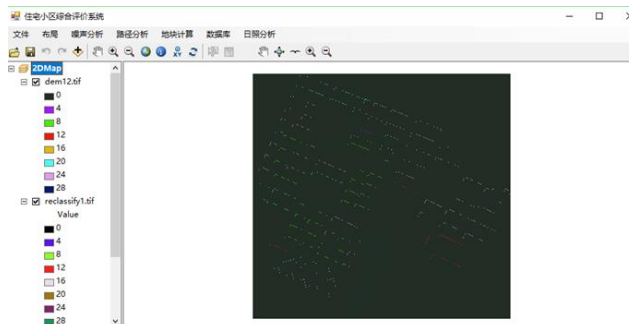 住宅小区综合评价系统
文件 布局 噪声分析 路径分析 地块计算 数据库 日照分析
2DMap
dem12.tif
0
4
8
12
16
20
24
28
reclassify1.tif
Value
0
4
8
12
16
20
24
28